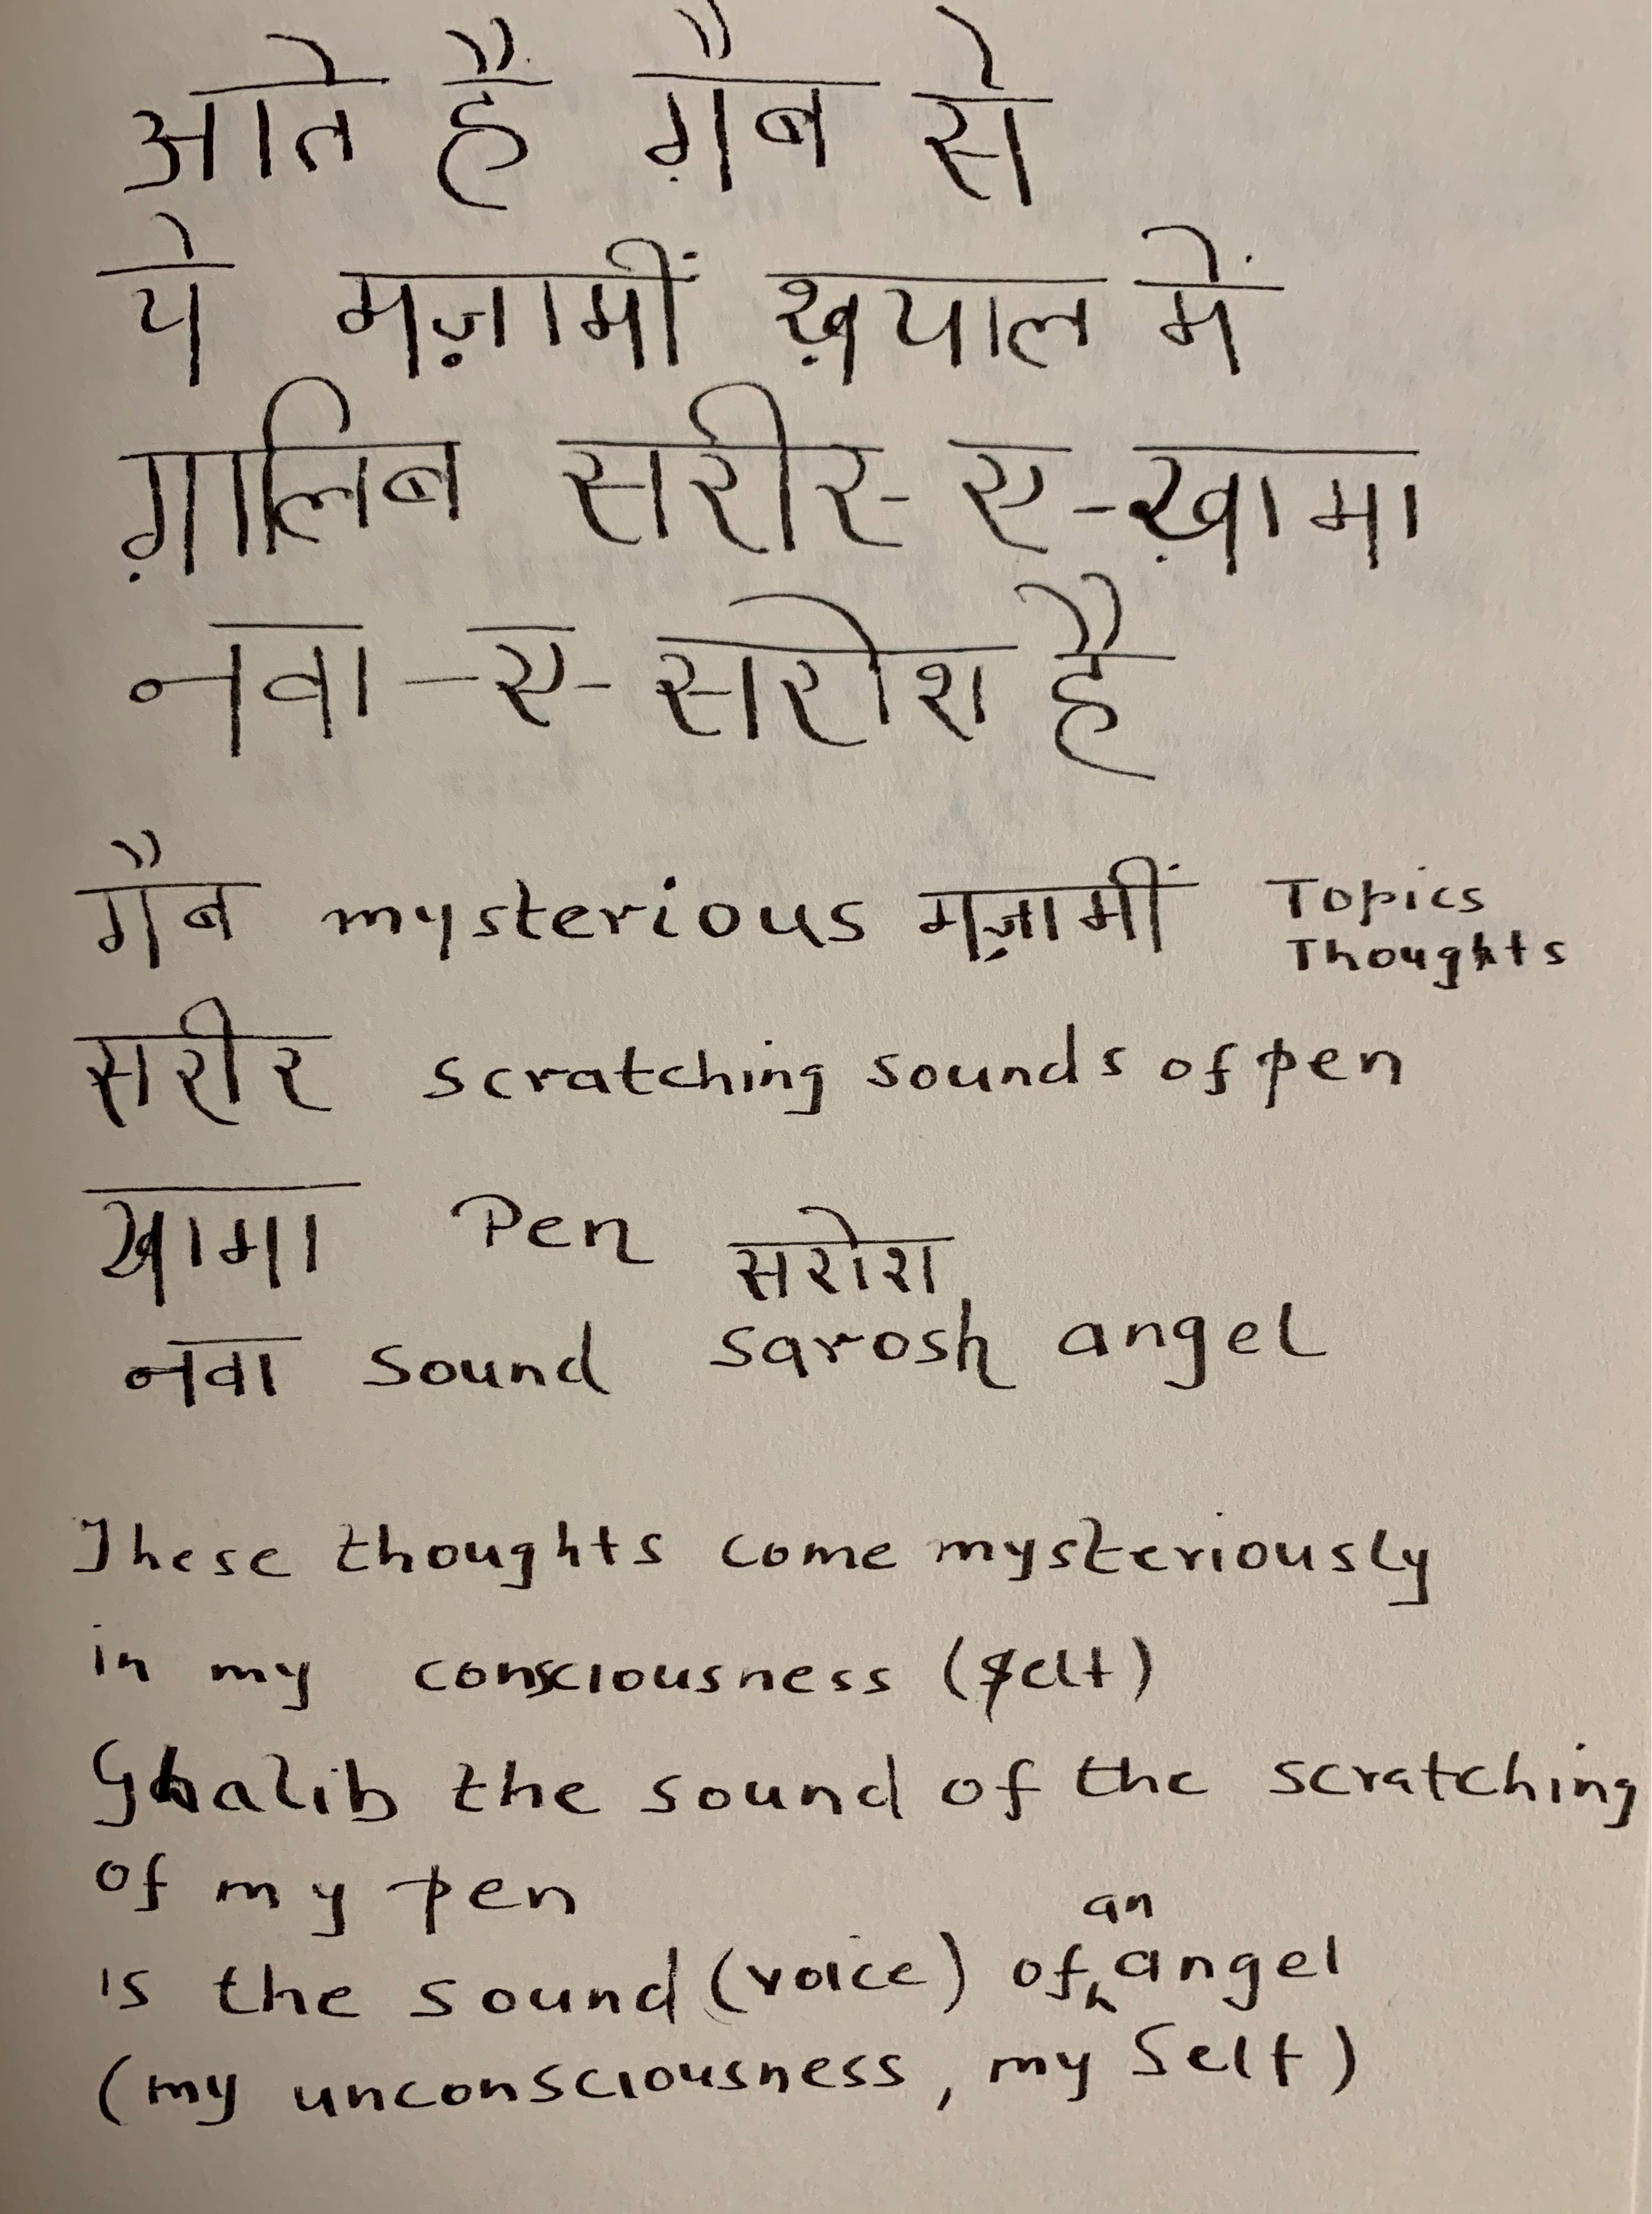 आते हैं ग़ैब से
ये मज़ामीं ख़याल में
ग़ालिब सरीर-ए-ख़ामा
नवा-ए-सरोश है
गैब mysterious मज़ामीं Topics
Thoughts
सरीर scratching sounds of pen
खामा Pen सरोश
नवा sound sarosh angel
These thoughts come mysteriously
in my consciousness (self)
Ghalib the sound of the scratching
of my pen
is the sound (voice) of an angel
(my unconsciousness, my Self)